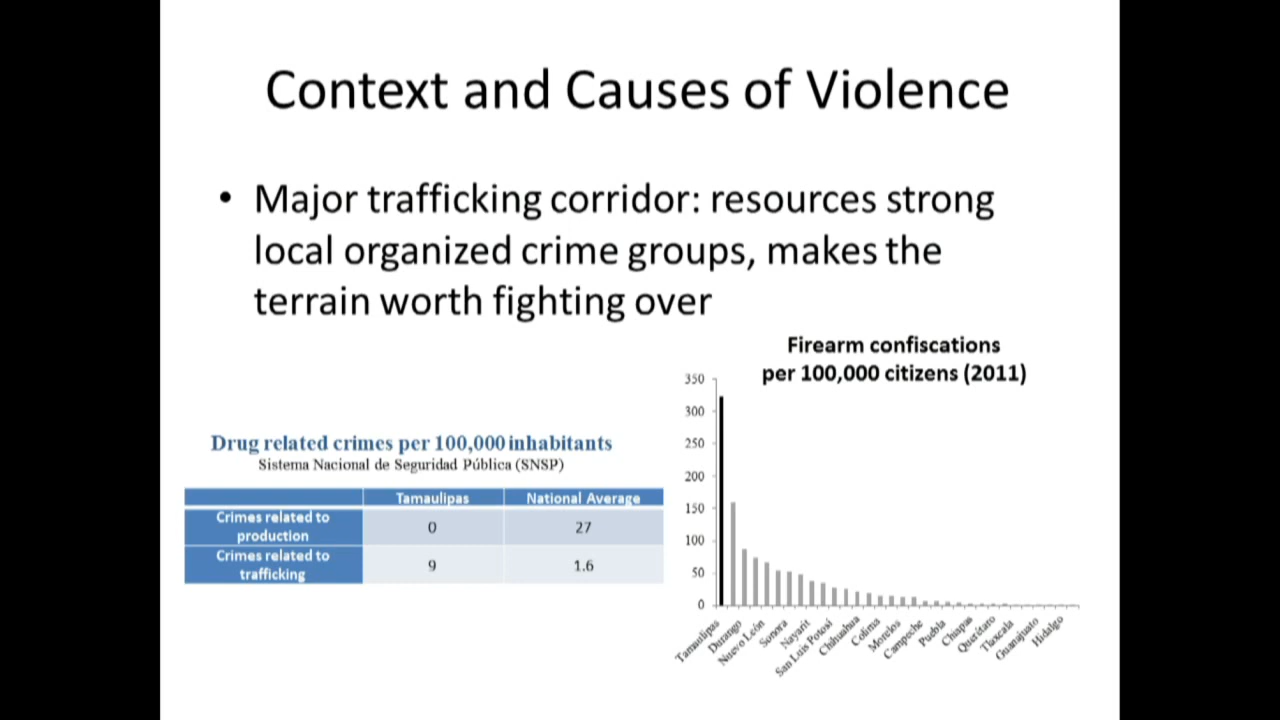 Context and Causes of Violence
• Major trafficking corridor: resources strong
local organized crime groups, makes the
terrain worth fighting over
Drug related crimes per 100,000 inhabitants
Sistema Nacional de Seguridad Pública (SNSP)
Tamaulipas National Average
Crimes related to
production 0 27
Crimes related to
trafficking 9 1.6
Firearm confiscations
per 100,000 citizens (2011)
350
300
250
200
150
100
50
0
Tamaulipas
Durango
Nuevo León
Sonora
Nayarit
San Luis Potosí
Chihuahua
Colima
Morelos
Campeche
Puebla
Chiapas
Querétaro
Tlaxcala
Guanajuato
Hidalgo